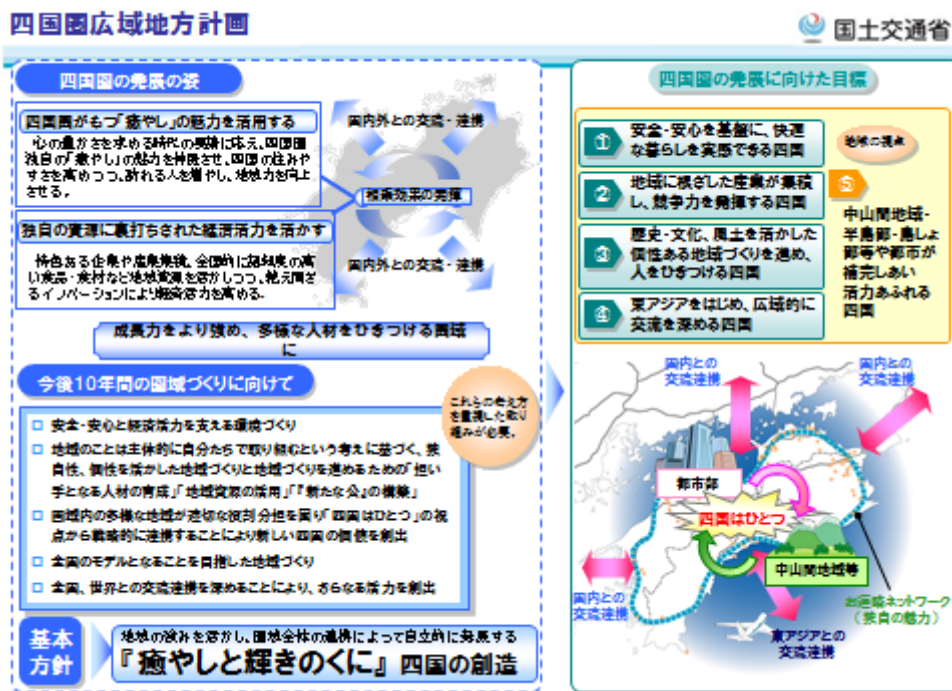 四国圏広域地方計画
国土交通省
四国圏の発展の姿
四国圏がもつ「癒やし」の魅力を活用する
心の豊かさを求める時代の要請に応え、四国圏
独自の「癒やし」の魅力を伸展させ、四国の住みや
すさを高めつつ、訪れる人を増やし、地域力を向上
させる。
独自の資源に裏打ちされた経済活力を活かす
特色ある企業や産業集積、全国的に認知度の高
い食品・食材など地域資源を活かしつつ、絶え間ざ
るイノベーションにより経済活力を高める。
国内外との交流・連携
相乗効果の発揮
国内外との交流・連携
成長力をより強め、多様な人材をひきつける圏域
に
今後10年間の圏域づくりに向けて
これらの考え方
を重視した取り
組みが必要。
安全・安心と経済活力を支える環境づくり
地域のことは主体的に自分たちで取り組むという考えに基づく、独
自性、個性を活かした地域づくりと地域づくりを進めるための「担い
手となる人材の育成」「地域資源の活用」「『新たな公』の構築」
圏域内の多様な地域が適切な役割分担を図り「四国はひとつ」の視
点から戦略的に連携することにより新しい四国の価値を創出
全国のモデルとなることを目指した地域づくり
全国、世界との交流連携を深めることにより、さらなる活力を創出
基本
方針
地域の強みを活かし、圏域全体の連携によって自立的に発展する
『癒やしと輝きのくに』四国の創造
四国圏の発展に向けた目標
① 安全・安心を基盤に、快適
な暮らしを実感できる四国
② 地域に根ざした産業が集積
し、競争力を発揮する四国
③ 歴史・文化、風土を活かした
個性ある地域づくりを進め、
人をひきつける四国
④ 東アジアをはじめ、広域的に
交流を深める四国
地域の視点
⑤
中山間地域・
半島部・島しょ
部等や都市が
補完しあい
活力あふれる
四国
国内との
交流連携
国内との
交流連携
都市部
四国はひとつ
中山間地域等
国内との
交流連携
お遍路ネットワーク
（独自の魅力）
東アジアとの
交流連携